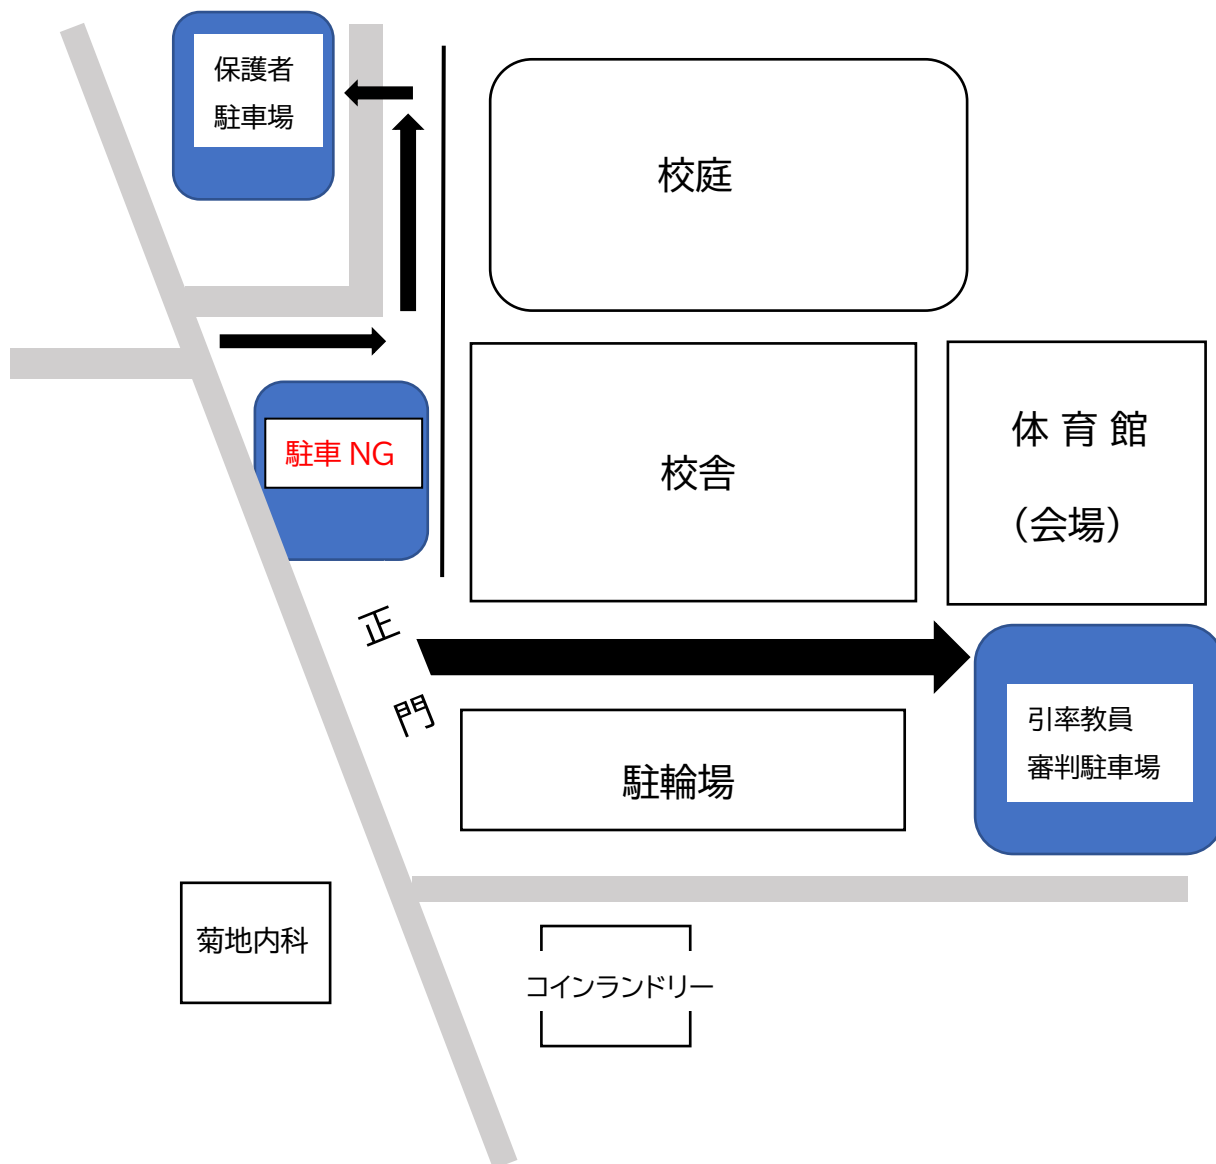 保護者
駐車場
校庭
駐車 NG
校舎
体 育 館
（会場）
正
門
引率教員
審判駐車場
駐輪場
菊地内科
コインランドリー